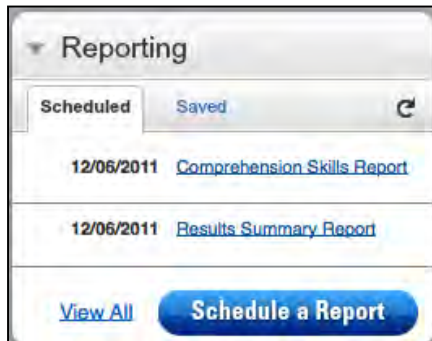 Reporting
Scheduled Saved
12/06/2011 Comprehension Skills Report
12/06/2011 Results Summary Report
View All Schedule a Report